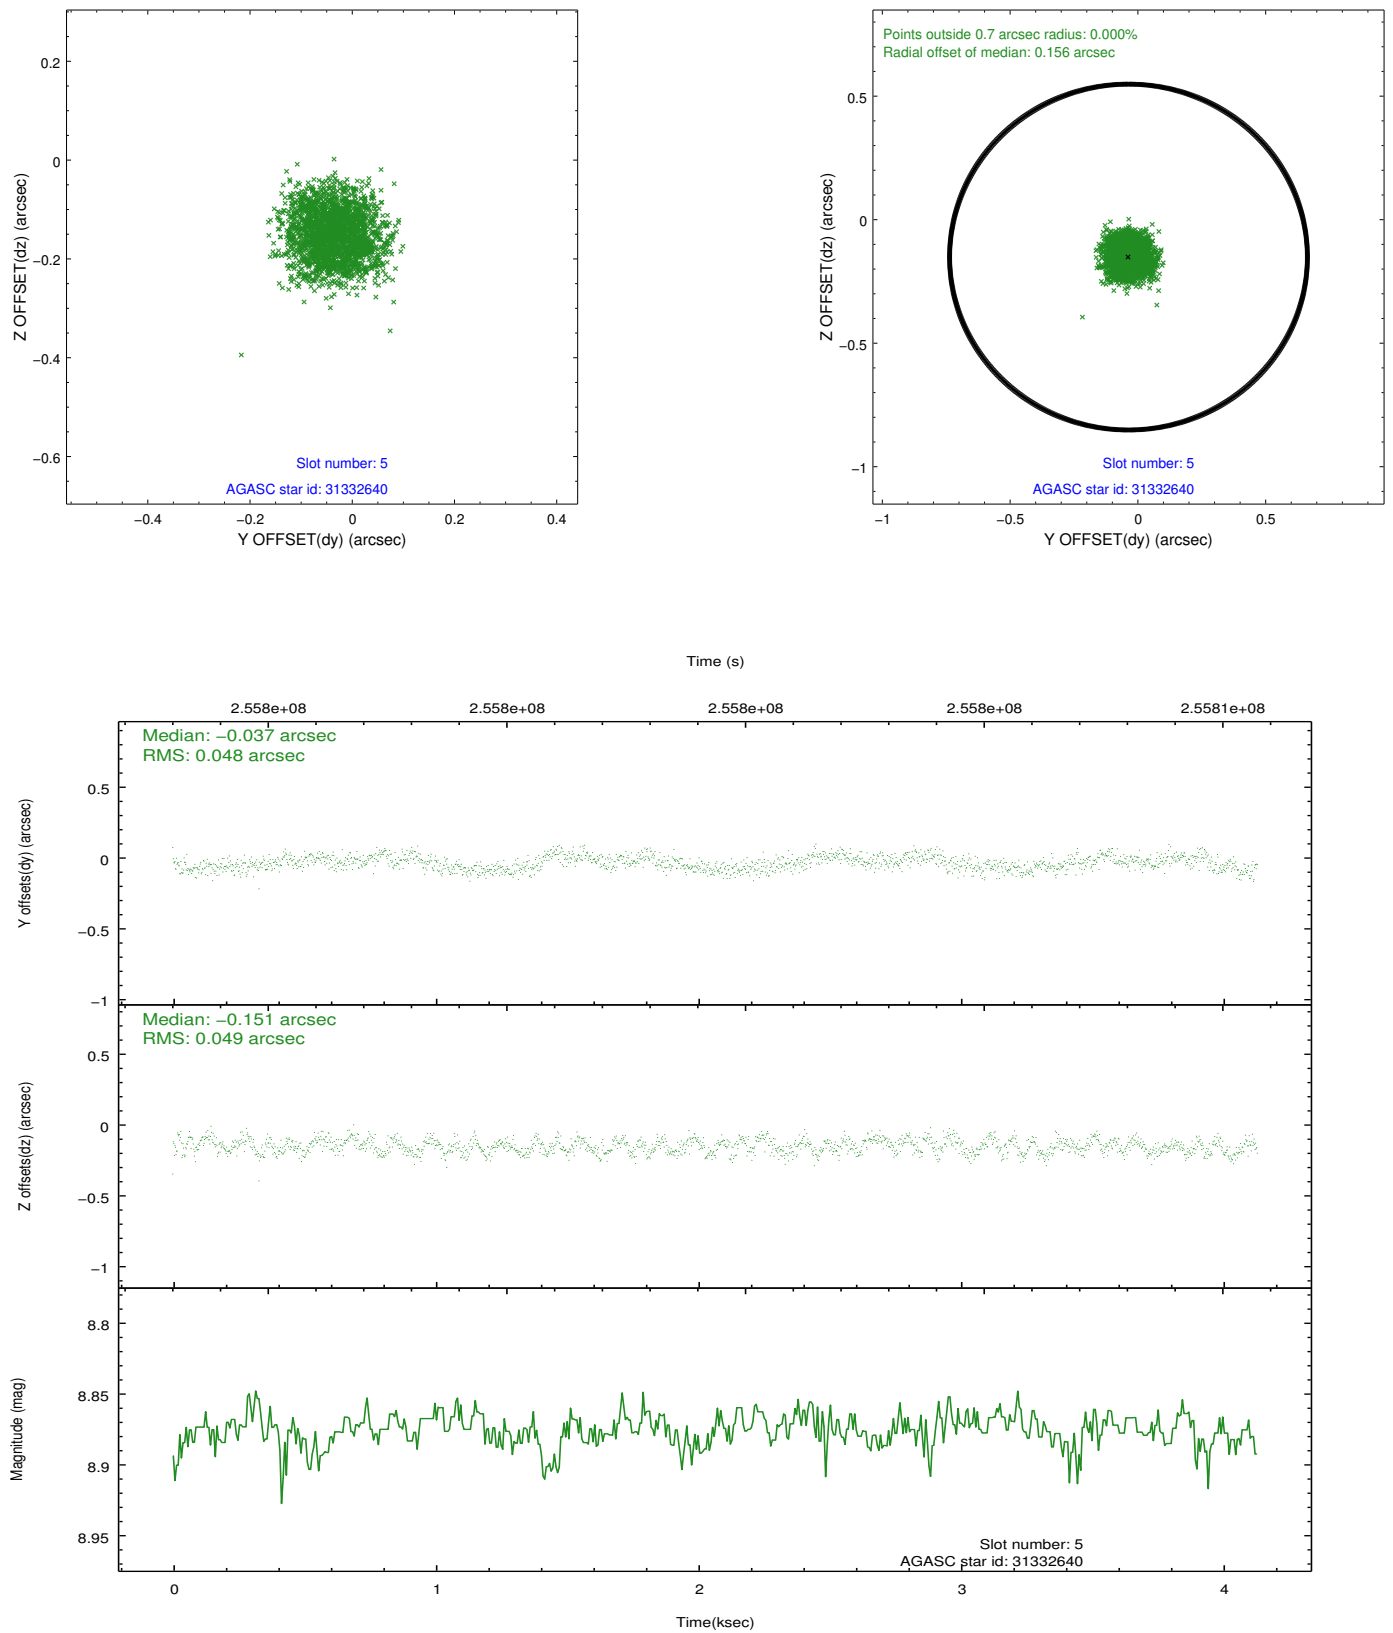 0.2
0
−0.2
−0.4
−0.6
Z OFFSET(dz) (arcsec)
Slot number: 5
AGASC star id: 31332640
−0.4 −0.2 0 0.2 0.4
Y OFFSET(dy) (arcsec)
Points outside 0.7 arcsec radius: 0.000%
Radial offset of median: 0.156 arcsec
0.5
0
−0.5
−1
Z OFFSET(dz) (arcsec)
Slot number: 5
AGASC star id: 31332640
−1 −0.5 0 0.5
Y OFFSET(dy) (arcsec)
Time (s)
2.558e+08 2.558e+08 2.558e+08 2.558e+08 2.5581e+08
Median: −0.037 arcsec
RMS: 0.048 arcsec
0.5
0
−0.5
−1
Y offsets(dy) (arcsec)
Median: −0.151 arcsec
RMS: 0.049 arcsec
0.5
0
−0.5
−1
Z offsets(dz) (arcsec)
8.8
8.85
8.9
8.95
Magnitude (mag)
Slot number: 5
AGASC star id: 31332640
0 1 2 3 4
Time(ksec)